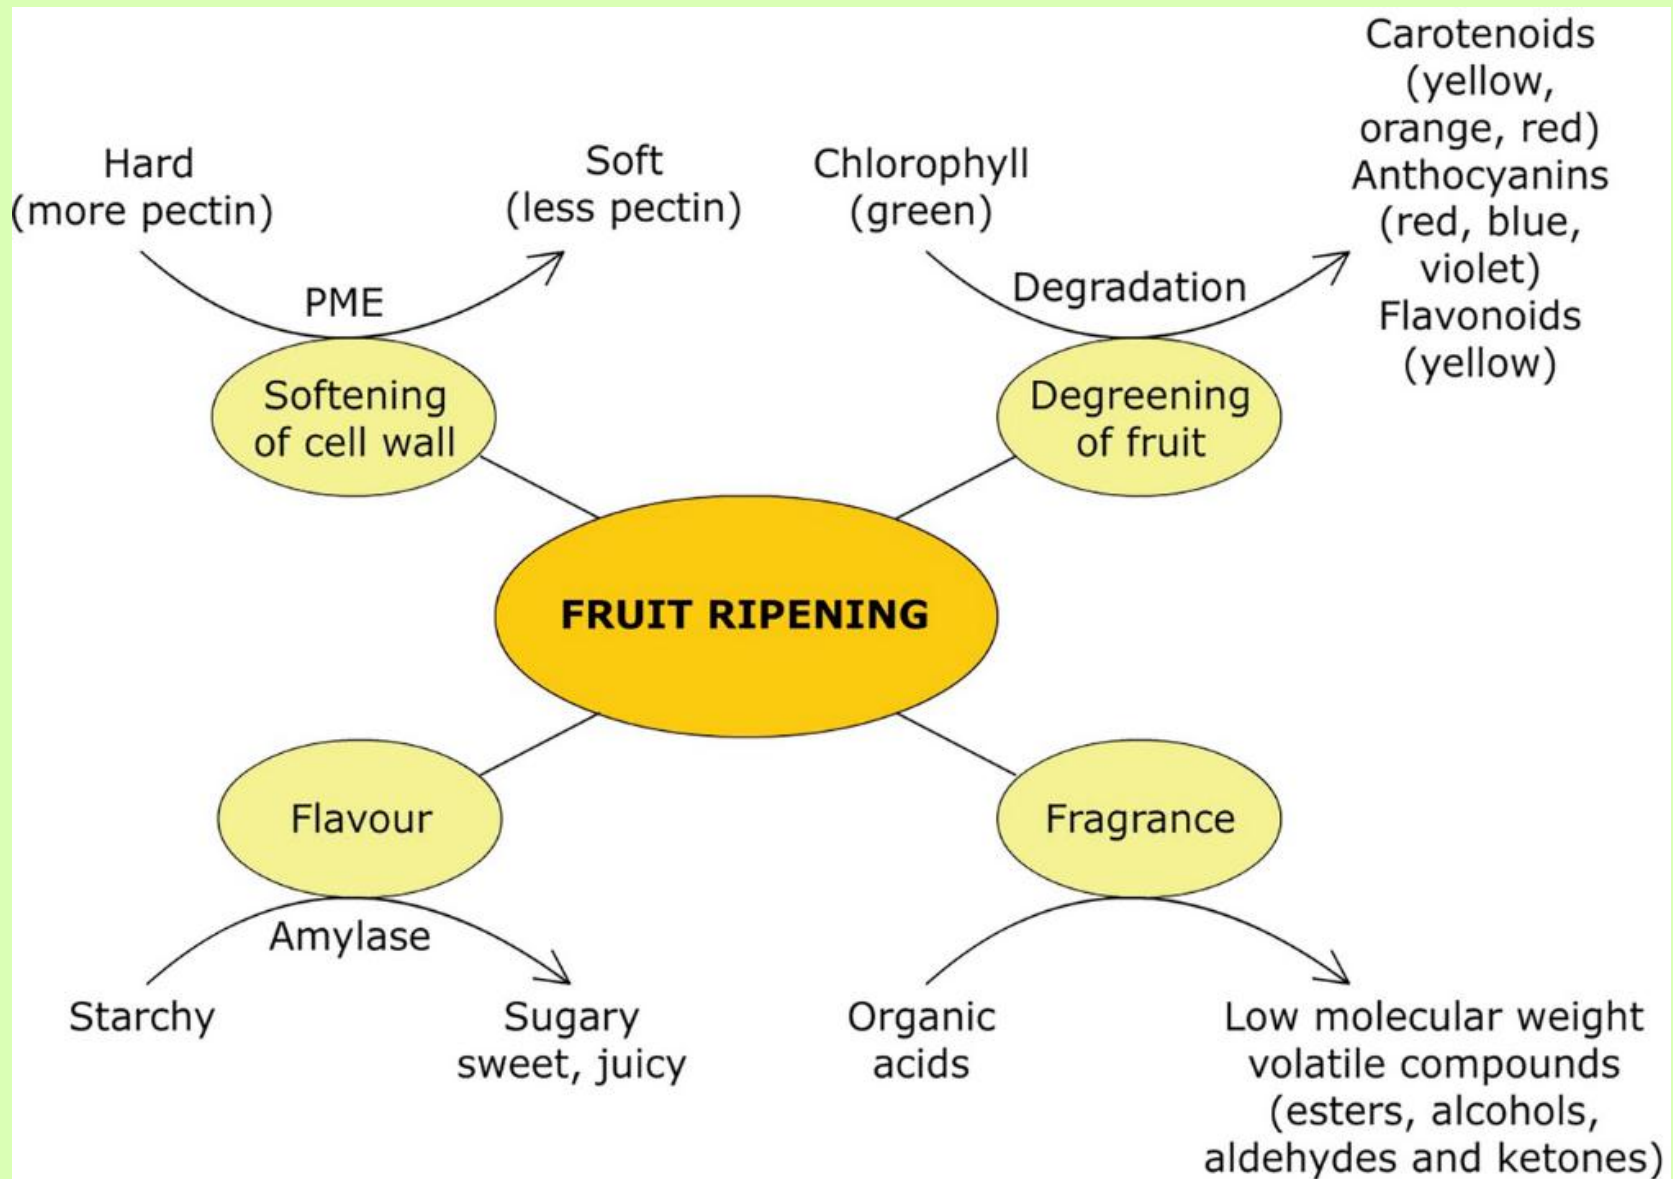 Hard
(more pectin)
PME
Soft
(less pectin)
Softening
of cell wall
Chlorophyll
(green)
Degradation
Carotenoids
(yellow,
orange, red)
Anthocyanins
(red, blue,
violet)
Flavonoids
(yellow)
Degreening
of fruit
FRUIT RIPENING
Flavour
Amylase
Starchy
Sugary
sweet, juicy
Fragrance
Organic
acids
Low molecular weight
volatile compounds
(esters, alcohols,
aldehydes and ketones)